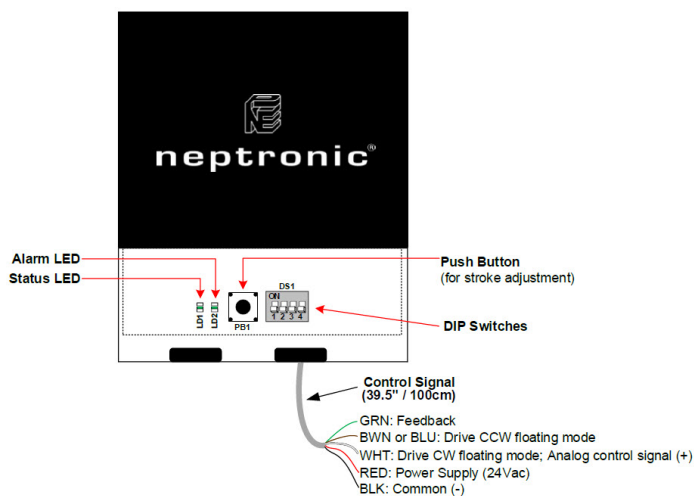 neptronic®
Alarm LED
Status LED
Push Button
(for stroke adjustment)
DS1
ON
1 2 3 4
LD1
LD2
PB1
DIP Switches
Control Signal
(39.5" / 100cm)
GRN: Feedback
BWN or BLU: Drive CCW floating mode
WHT: Drive CW floating mode; Analog control signal (+)
RED: Power Supply (24Vac)
BLK: Common (-)